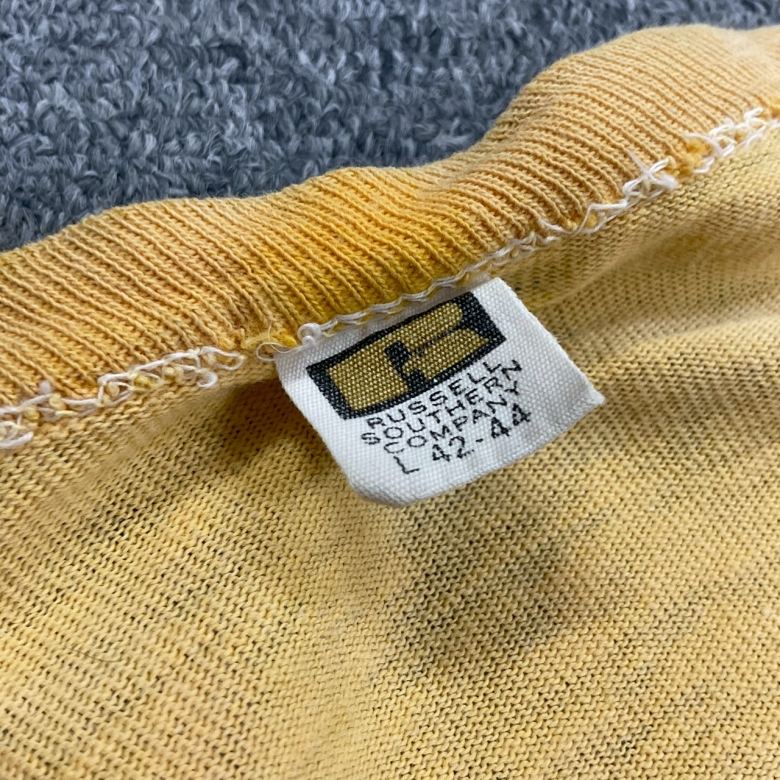 RUSSELL
SOUTHERN
COMPANY
L 42-44